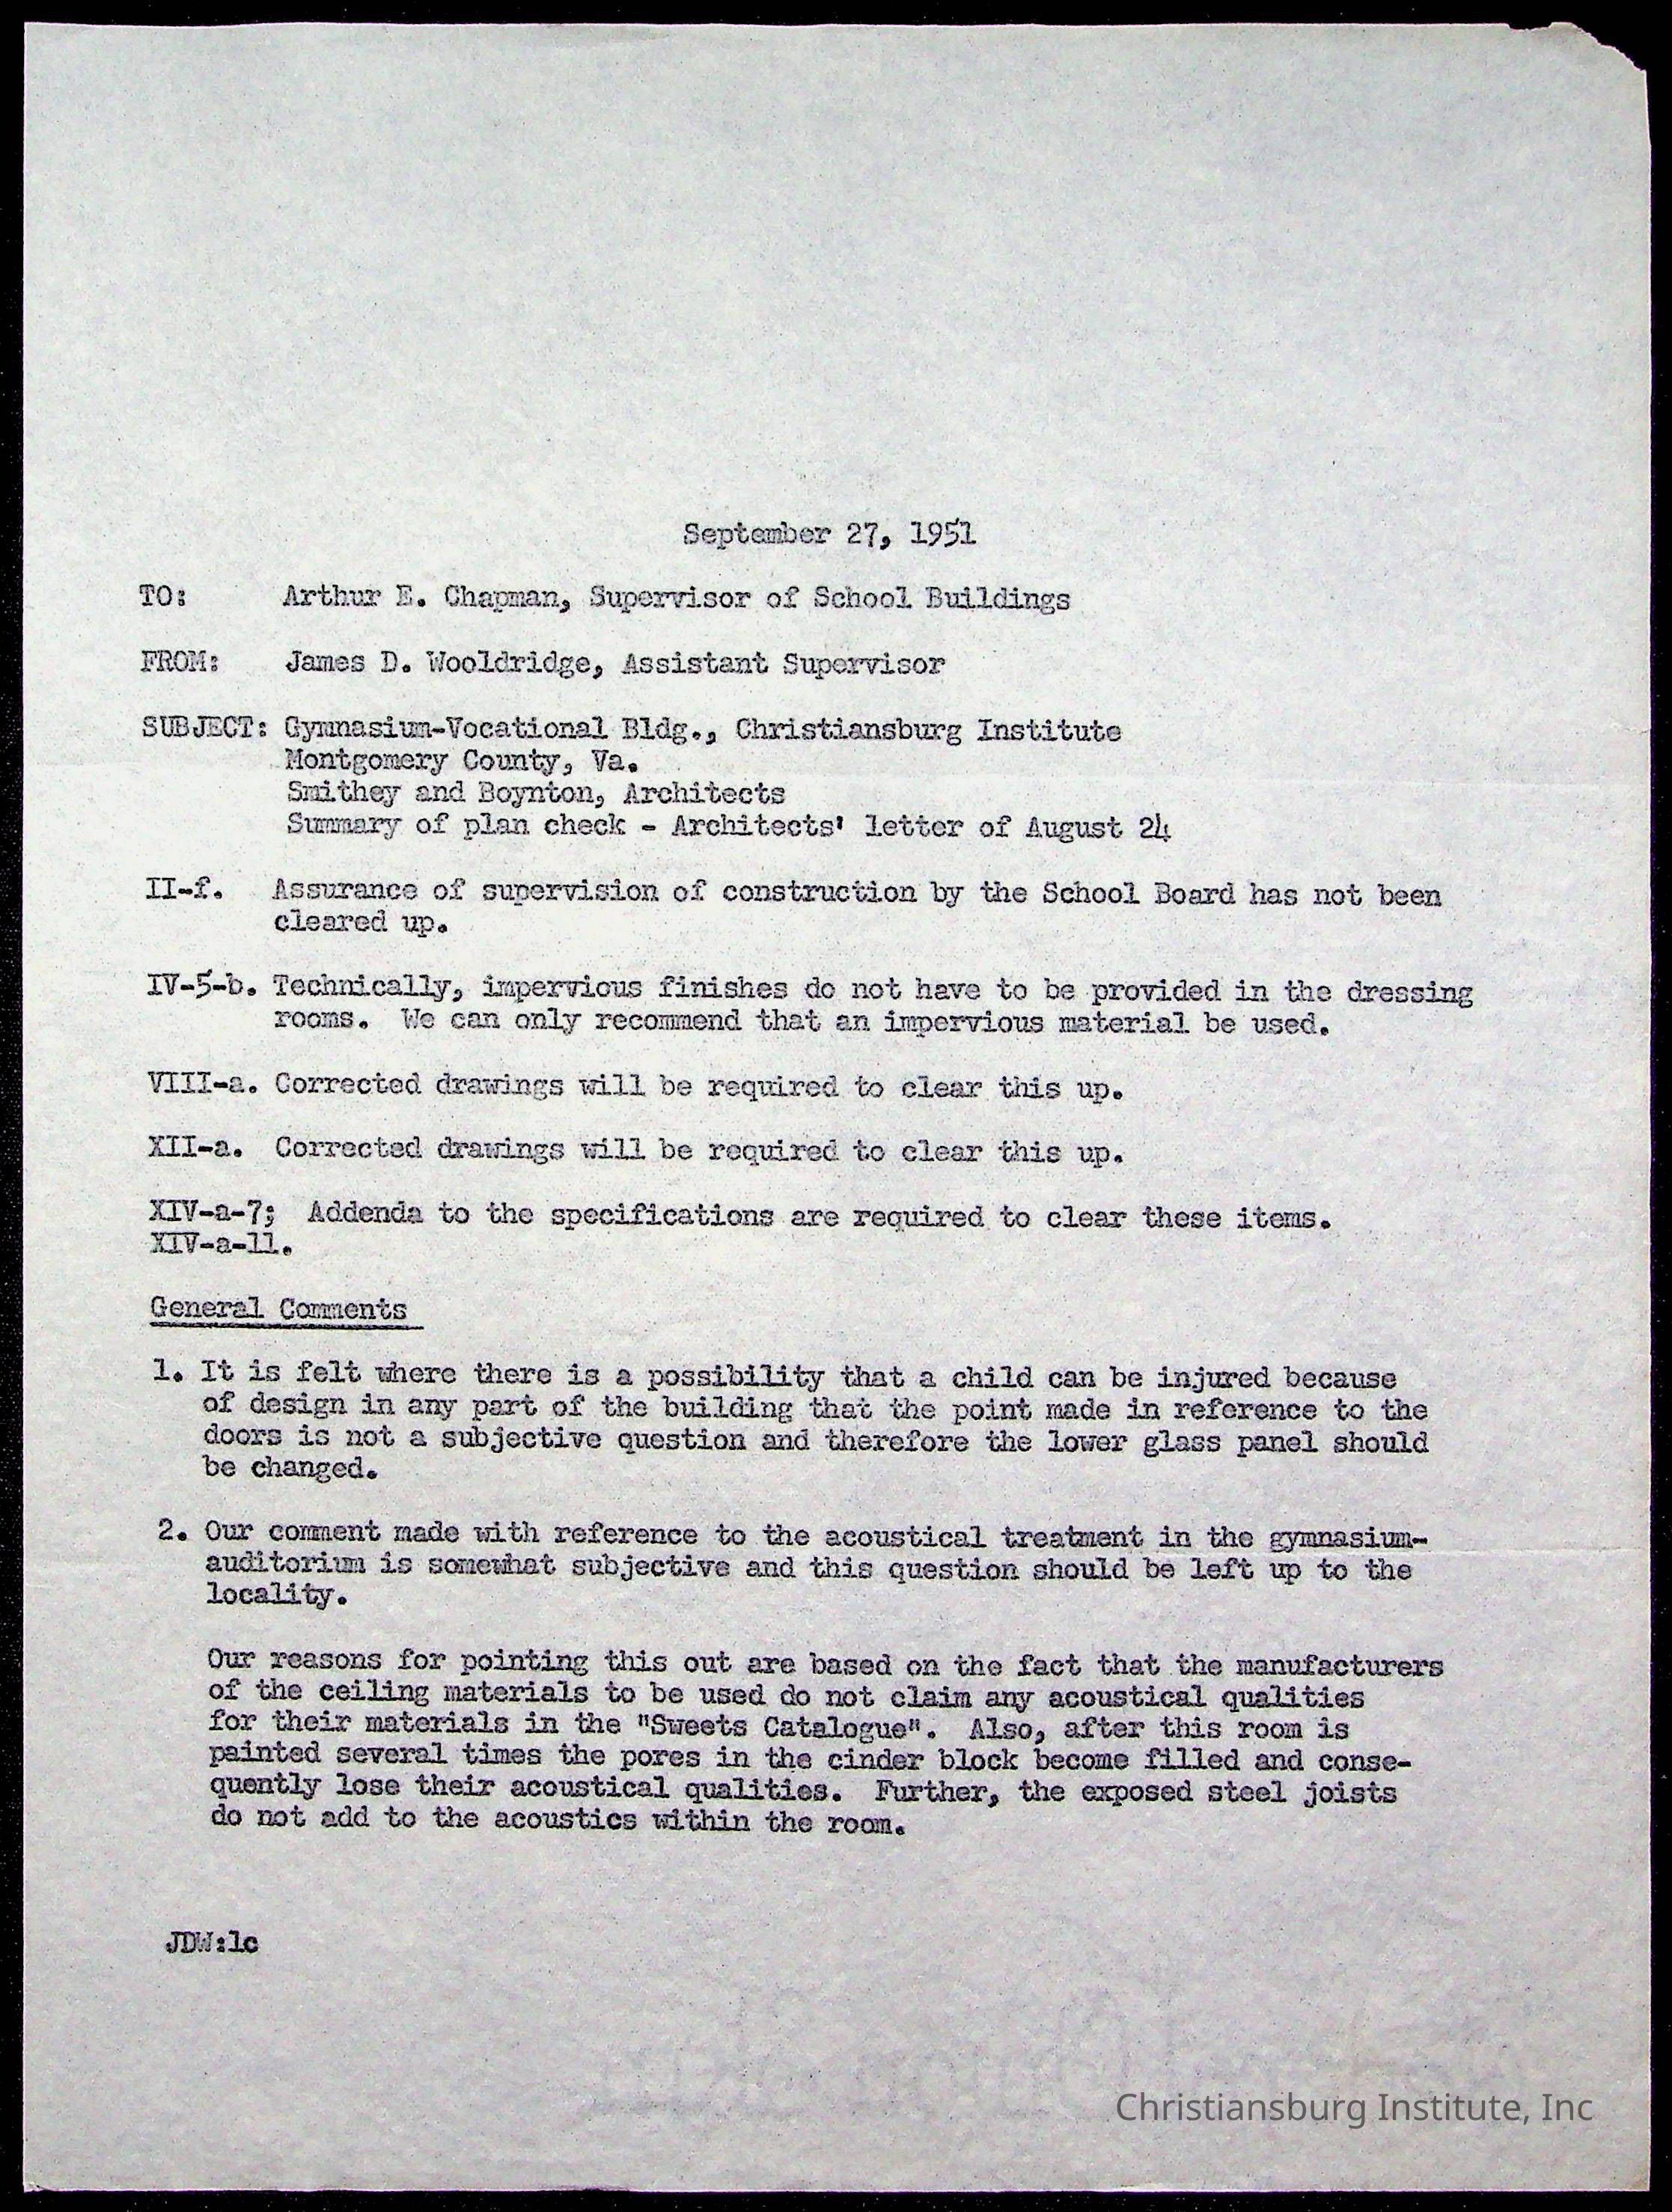 September 27, 1951
TO: Arthur E. Chapman, Supervisor of School Buildings
FROM: James D. Wooldridge, Assistant Supervisor
SUBJECT: Gymnasium-Vocational Bldg., Christiansburg Institute
Montgomery County, Va.
Smithey and Boynton, Architects
Summary of plan check - Architects' letter of August 24
II-f. Assurance of supervision of construction by the School Board has not been
cleared up.
IV-5-b. Technically, impervious finishes do not have to be provided in the dressing
rooms. We can only recommend that an impervious material be used.
VIII-a. Corrected drawings will be required to clear this up.
XII-a. Corrected drawings will be required to clear this up.
XIV-a-7; Addenda to the specifications are required to clear these items.
XIV-a-11.
General Comments
1. It is felt where there is a possibility that a child can be injured because
of design in any part of the building that the point made in reference to the
doors is not a subjective question and therefore the lower glass panel should
be changed.
2. Our comment made with reference to the acoustical treatment in the gymnasium-
auditorium is somewhat subjective and this question should be left up to the
locality.
Our reasons for pointing this out are based on the fact that the manufacturers
of the ceiling materials to be used do not claim any acoustical qualities
for their materials in the "Sweets Catalogue". Also, after this room is
painted several times the pores in the cinder block become filled and conse-
quently lose their acoustical qualities. Further, the exposed steel joists
do not add to the acoustics within the room.
JDW:lc
Christiansburg Institute, Inc